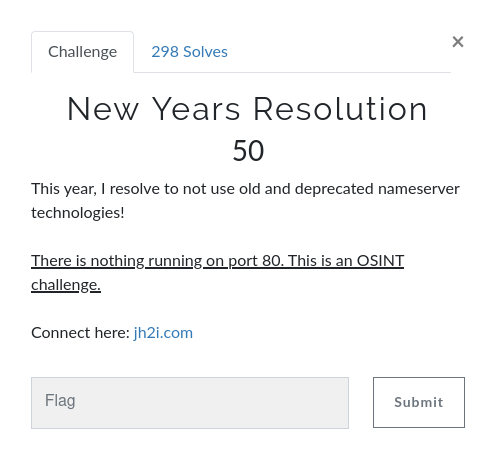 Challenge
298 Solves
×
New Years Resolution
50
This year, I resolve to not use old and deprecated nameserver
technologies!
There is nothing running on port 80. This is an OSINT
challenge.
Connect here: jh2i.com
Flag
Submit